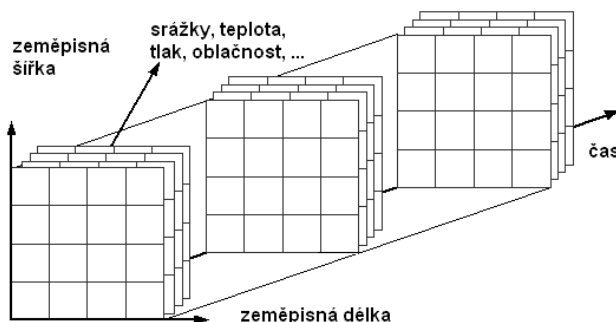 zeměpisná
šířka
srážky, teplota,
tlak, oblačnost, ...
čas
zeměpisná délka